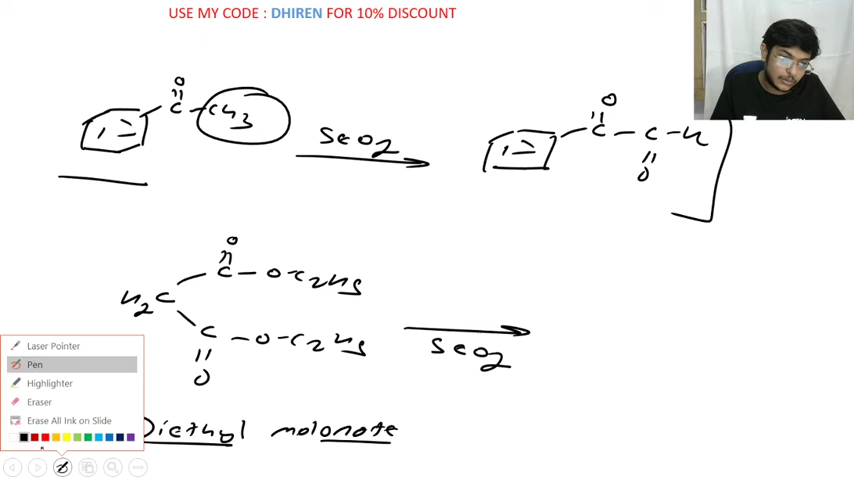 USE MY CODE : DHIREN FOR 10% DISCOUNT
O
C - CH3
SeO2
O
C - C - H
O
O
C - O - C2H5
H2C
C - O - C2H5
O
SeO2
Diethyl malonate
Laser Pointer
Pen
Highlighter
Eraser
Erase All Ink on Slide